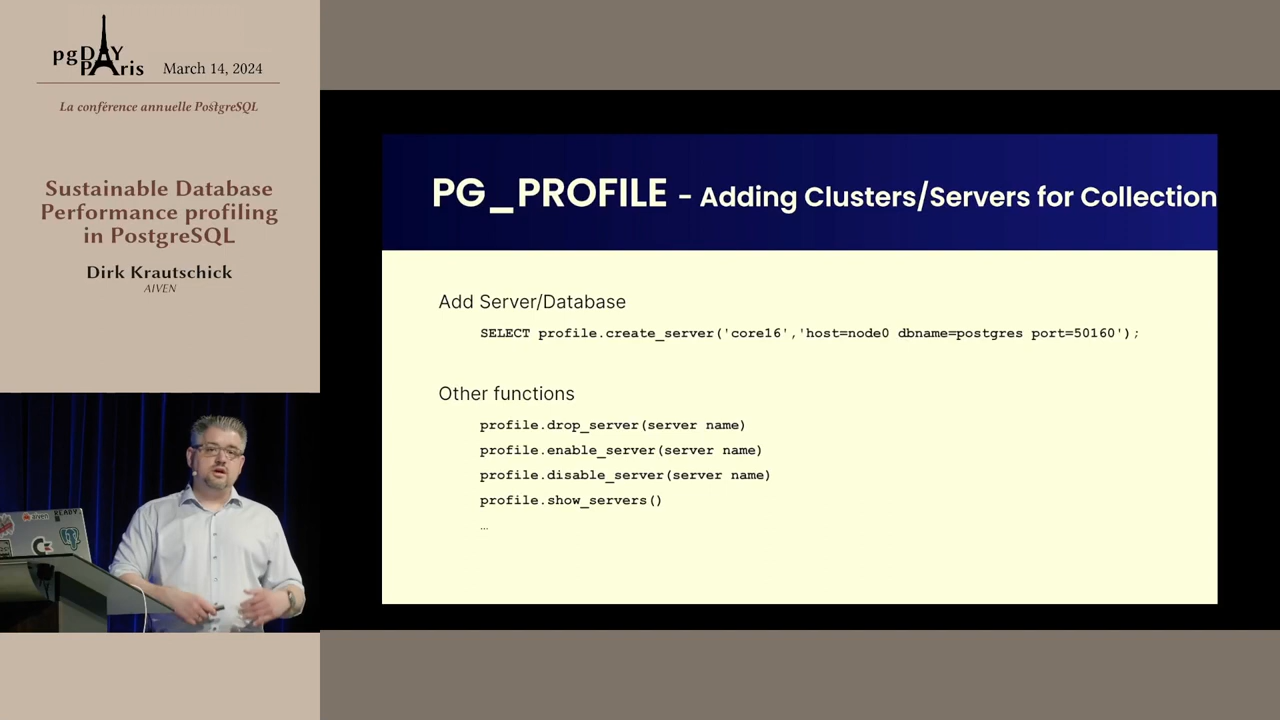 pgDAY
PAris
March 14, 2024
La conférence annuelle PostgreSQL
Sustainable Database
Performance profiling
in PostgreSQL
Dirk Krautschick
AIVEN
aiven
READY.
PG_PROFILE - Adding Clusters/Servers for Collection
Add Server/Database
SELECT profile.create_server('core16','host=node0 dbname=postgres port=50160');
Other functions
profile.drop_server(server name)
profile.enable_server(server name)
profile.disable_server(server name)
profile.show_servers()
…